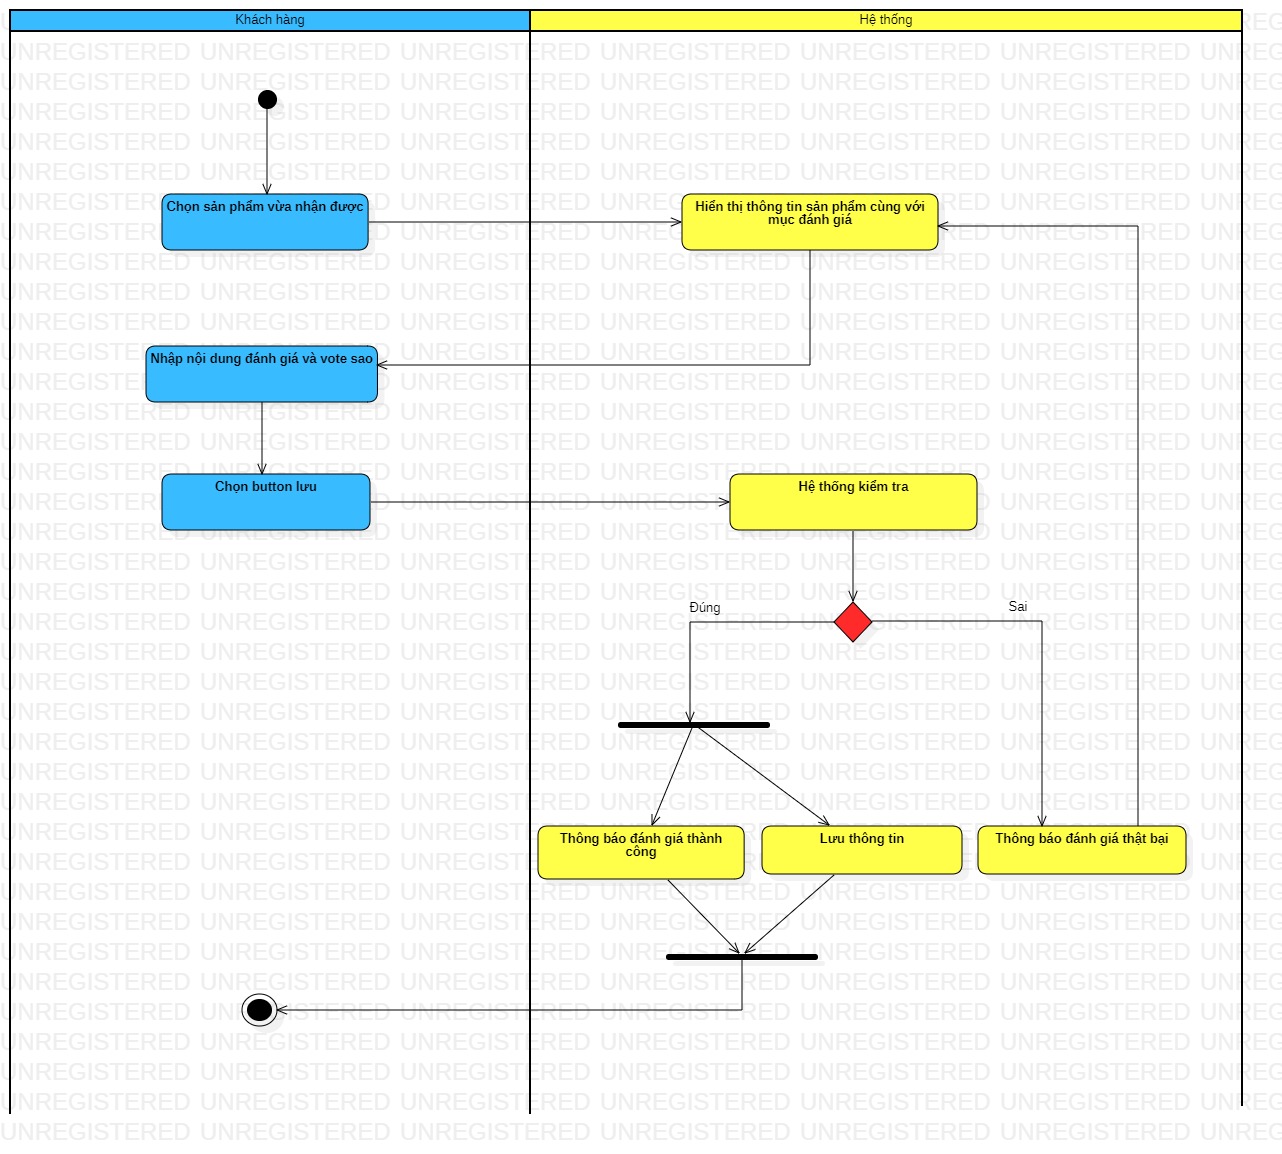 Khách hàng
Hệ thống
Chọn sản phẩm vừa nhận được
Hiển thị thông tin sản phẩm cùng với
mục đánh giá
Nhập nội dung đánh giá và vote sao
Chọn button lưu
Hệ thống kiểm tra
Đúng
Sai
Thông báo đánh giá thành
công
Lưu thông tin
Thông báo đánh giá thật bại
UNREGISTERED